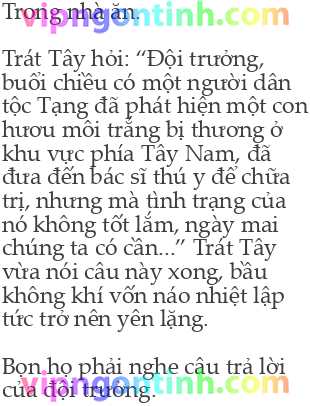 Trong nhà ăn.
vipngontinh.com
Trát Tây hỏi: “Đội trưởng,
buổi chiều có một người dân
tộc Tạng đã phát hiện một con
hươu môi trắng bị thương ở
khu vực phía Tây Nam, đã
đưa đến bác sĩ thú y để chữa
trị, nhưng mà tình trạng của
nó không tốt lắm, ngày mai
chúng ta có cần...” Trát Tây
vừa nói câu này xong, bầu
không khí vốn náo nhiệt lập
tức trở nên yên lặng.
Bọn họ phải nghe câu trả lời
của đội trưởng.
vipngontinh.com